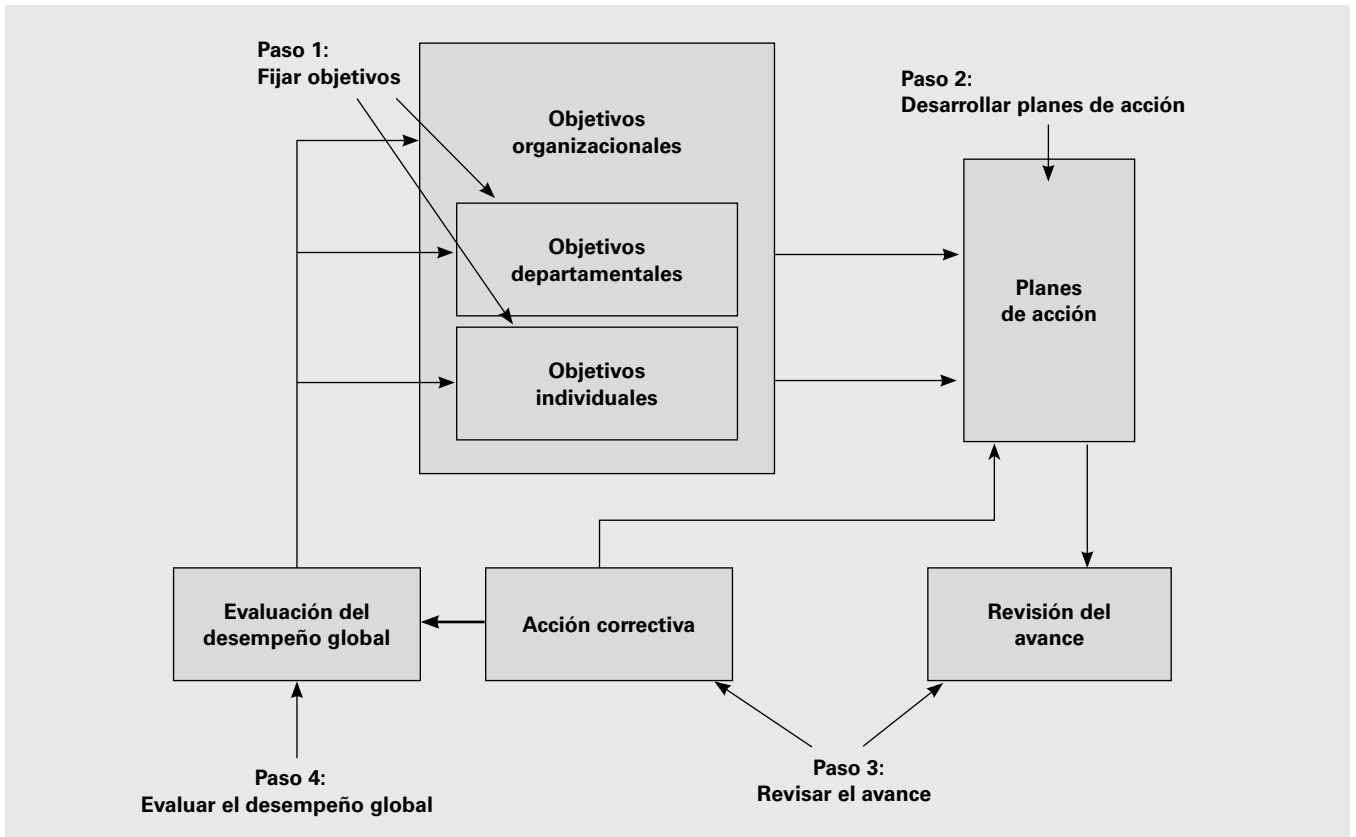 Paso 1:
Fijar objetivos
Objetivos
organizacionales
Objetivos
departamentales
Objetivos
individuales
Paso 2:
Desarrollar planes de acción
Planes
de acción
Evaluación del
desempeño global
Acción correctiva
Revisión del
avance
Paso 4:
Evaluar el desempeño global
Paso 3:
Revisar el avance